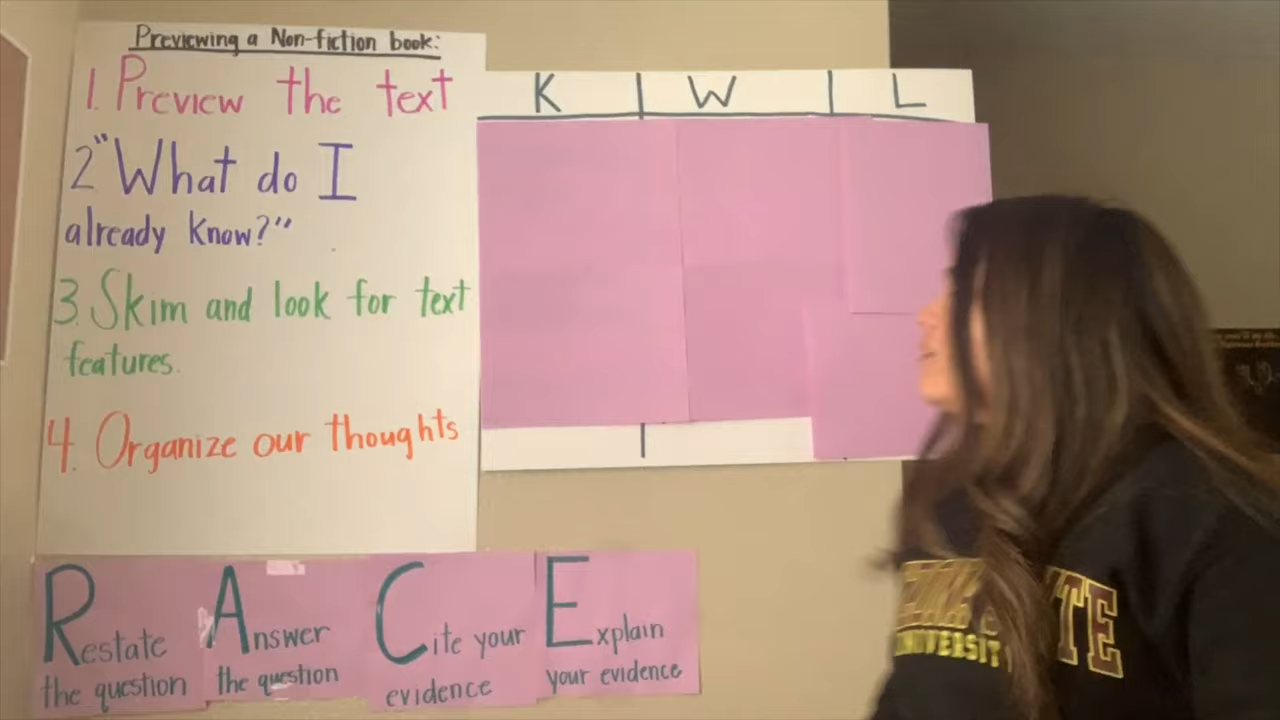 Previewing a Non-fiction book:
1. Preview the text
2 "What do I
already know?"
3. Skim and look for text
features.
4. Organize our thoughts
K W L
Restate
the question
Answer
the question
Cite your
evidence
Explain
your evidence
UNIVERSITY